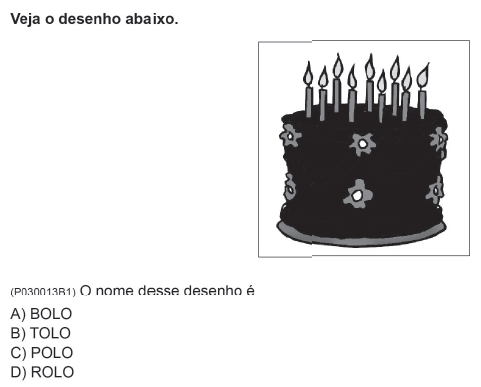 Veja o desenho abaixo.
(P030013B1) O nome desse desenho é
A) BOLO
B) TOLO
C) POLO
D) ROLO